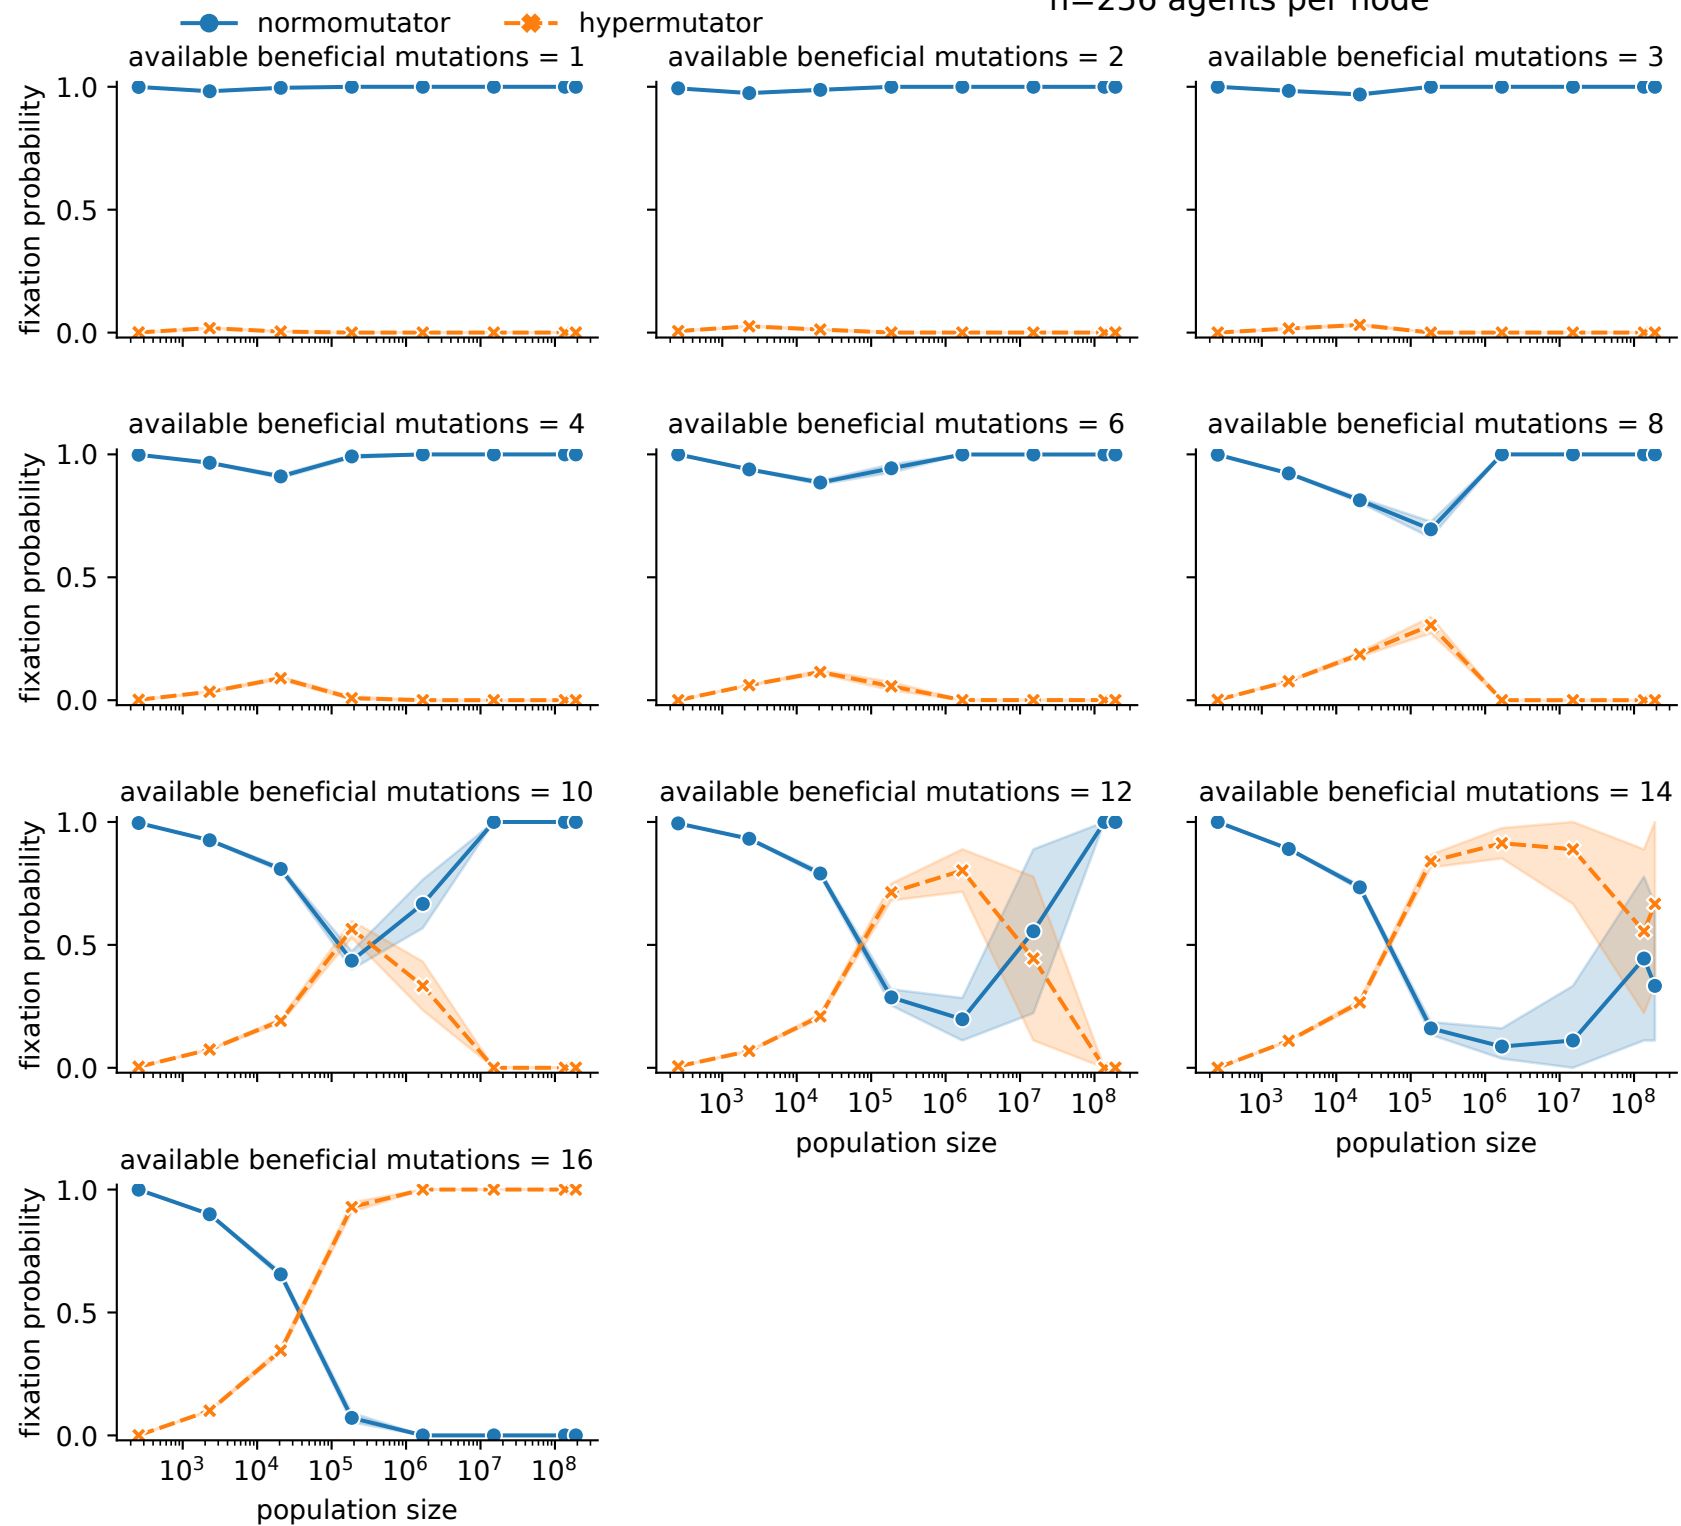 n=256 agents per node
normomutator hypermutator
available beneficial mutations = 1
available beneficial mutations = 2
available beneficial mutations = 3
fixation probability
1.0
0.5
0.0
available beneficial mutations = 4
available beneficial mutations = 6
available beneficial mutations = 8
fixation probability
1.0
0.5
0.0
available beneficial mutations = 10
available beneficial mutations = 12
available beneficial mutations = 14
fixation probability
1.0
0.5
0.0
10³ 10⁴ 10⁵ 10⁶ 10⁷ 10⁸
population size
10³ 10⁴ 10⁵ 10⁶ 10⁷ 10⁸
population size
available beneficial mutations = 16
fixation probability
1.0
0.5
0.0
10³ 10⁴ 10⁵ 10⁶ 10⁷ 10⁸
population size